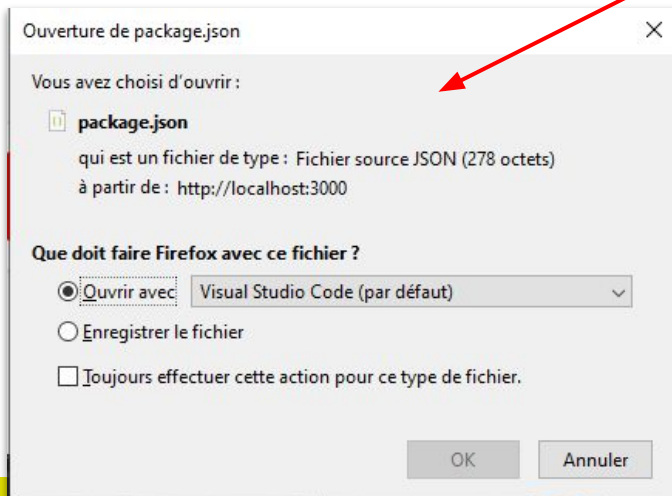 Ouverture de package.json
Vous avez choisi d'ouvrir :
package.json
qui est un fichier de type : Fichier source JSON (278 octets)
à partir de : http://localhost:3000
Que doit faire Firefox avec ce fichier ?
Ouvrir avec Visual Studio Code (par défaut)
Enregistrer le fichier
Toujours effectuer cette action pour ce type de fichier.
OK Annuler